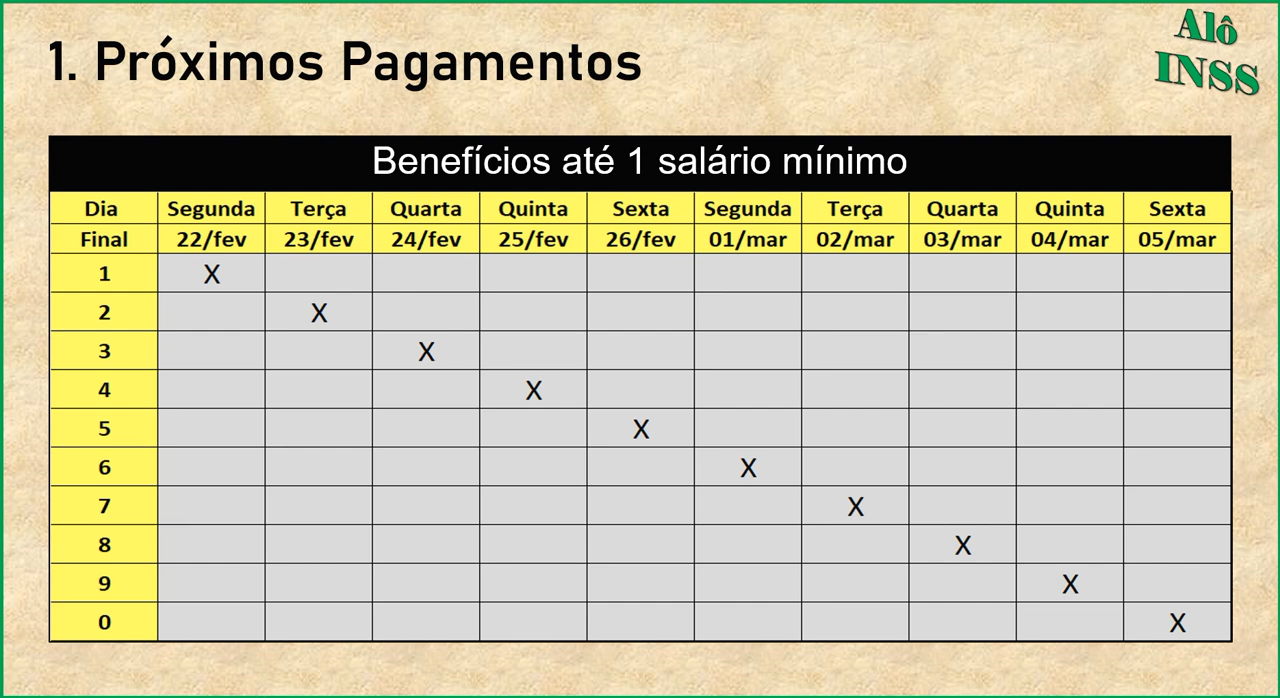 1. Próximos Pagamentos
Alô
INSS
Benefícios até 1 salário mínimo
Dia Segunda Terça Quarta Quinta Sexta Segunda Terça Quarta Quinta Sexta
Final 22/fev 23/fev 24/fev 25/fev 26/fev 01/mar 02/mar 03/mar 04/mar 05/mar
1 X
2 X
3 X
4 X
5 X
6 X
7 X
8 X
9 X
0 X